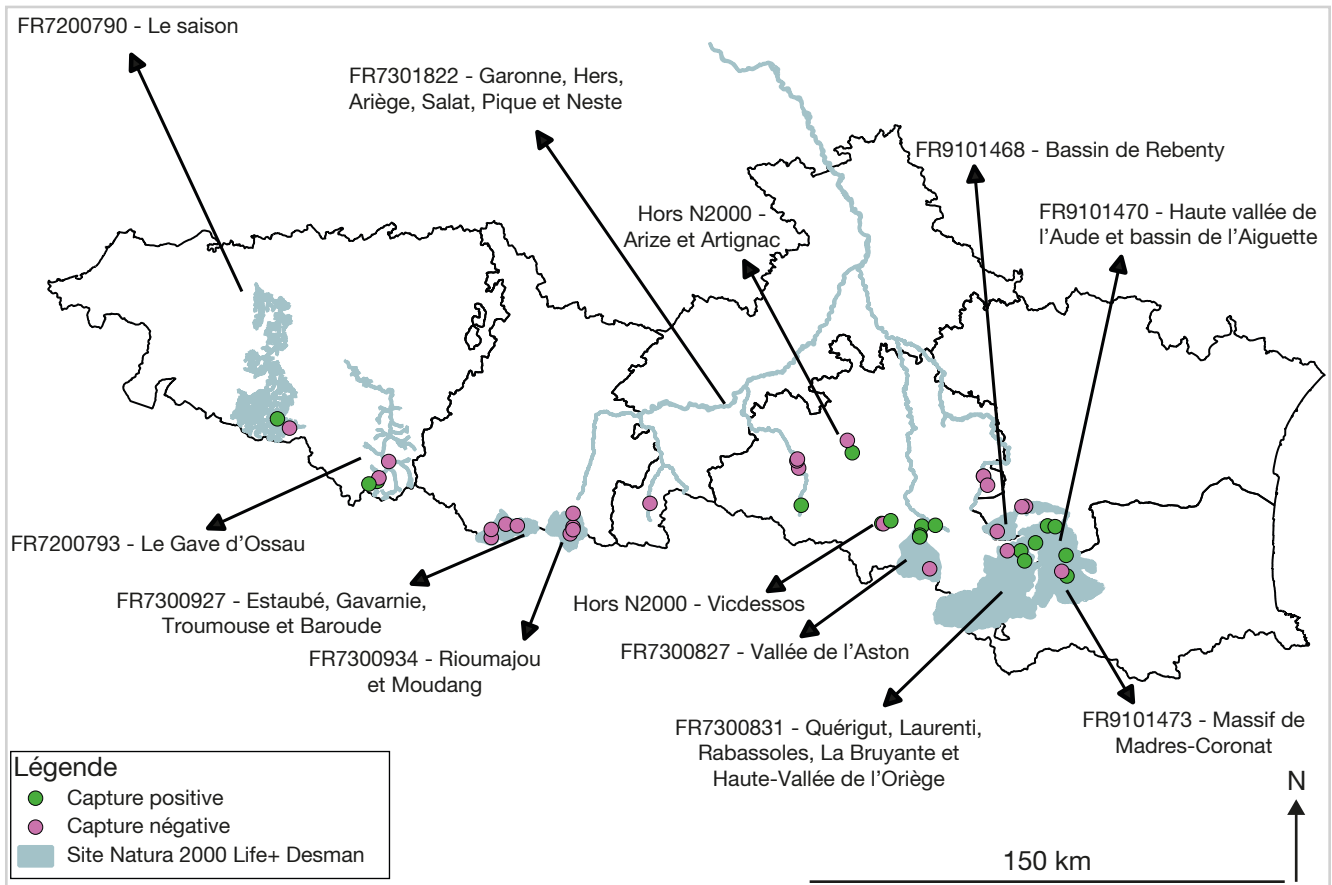 FR7200790 - Le saison
FR7301822 - Garonne, Hers,
Ariège, Salat, Pique et Neste
FR9101468 - Bassin de Rebenty
Hors N2000 -
Arize et Artignac
FR9101470 - Haute vallée de
l’Aude et bassin de l’Aiguette
FR7200793 - Le Gave d’Ossau
FR7300927 - Estaubé, Gavarnie,
Troumouse et Baroude
FR7300934 - Rioumajou
et Moudang
Hors N2000 - Vicdessos
FR7300827 - Vallée de l’Aston
FR7300831 - Quérigut, Laurenti,
Rabassoles, La Bruyante et
Haute-Vallée de l’Oriège
FR9101473 - Massif de
Madres-Coronat
Légende
Capture positive
Capture négative
Site Natura 2000 Life+ Desman
N
150 km